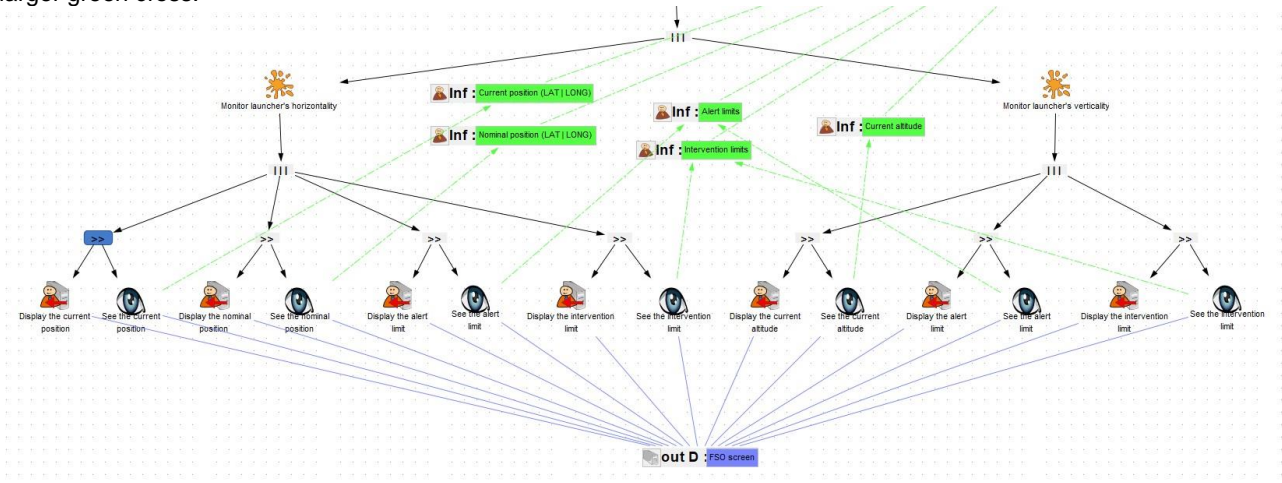 larger green cross.
|||
Monitor launcher's horizontality
Inf : Current position (LAT | LONG)
Inf : Alert limits
Monitor launcher's verticality
Inf : Nominal position (LAT | LONG)
Inf : Current altitude
Inf : Intervention limits
|||
|||
>>
>>
>>
>>
>>
>>
>>
Display the current
position
See the current
position
Display the nominal
position
See the nominal
position
Display the alert
limit
See the alert
limit
Display the intervention
limit
See the intervention
limit
Display the current
altitude
See the current
altitude
Display the alert
limit
See the alert
limit
Display the intervention
limit
See the intervention
limit
out D : FSO screen